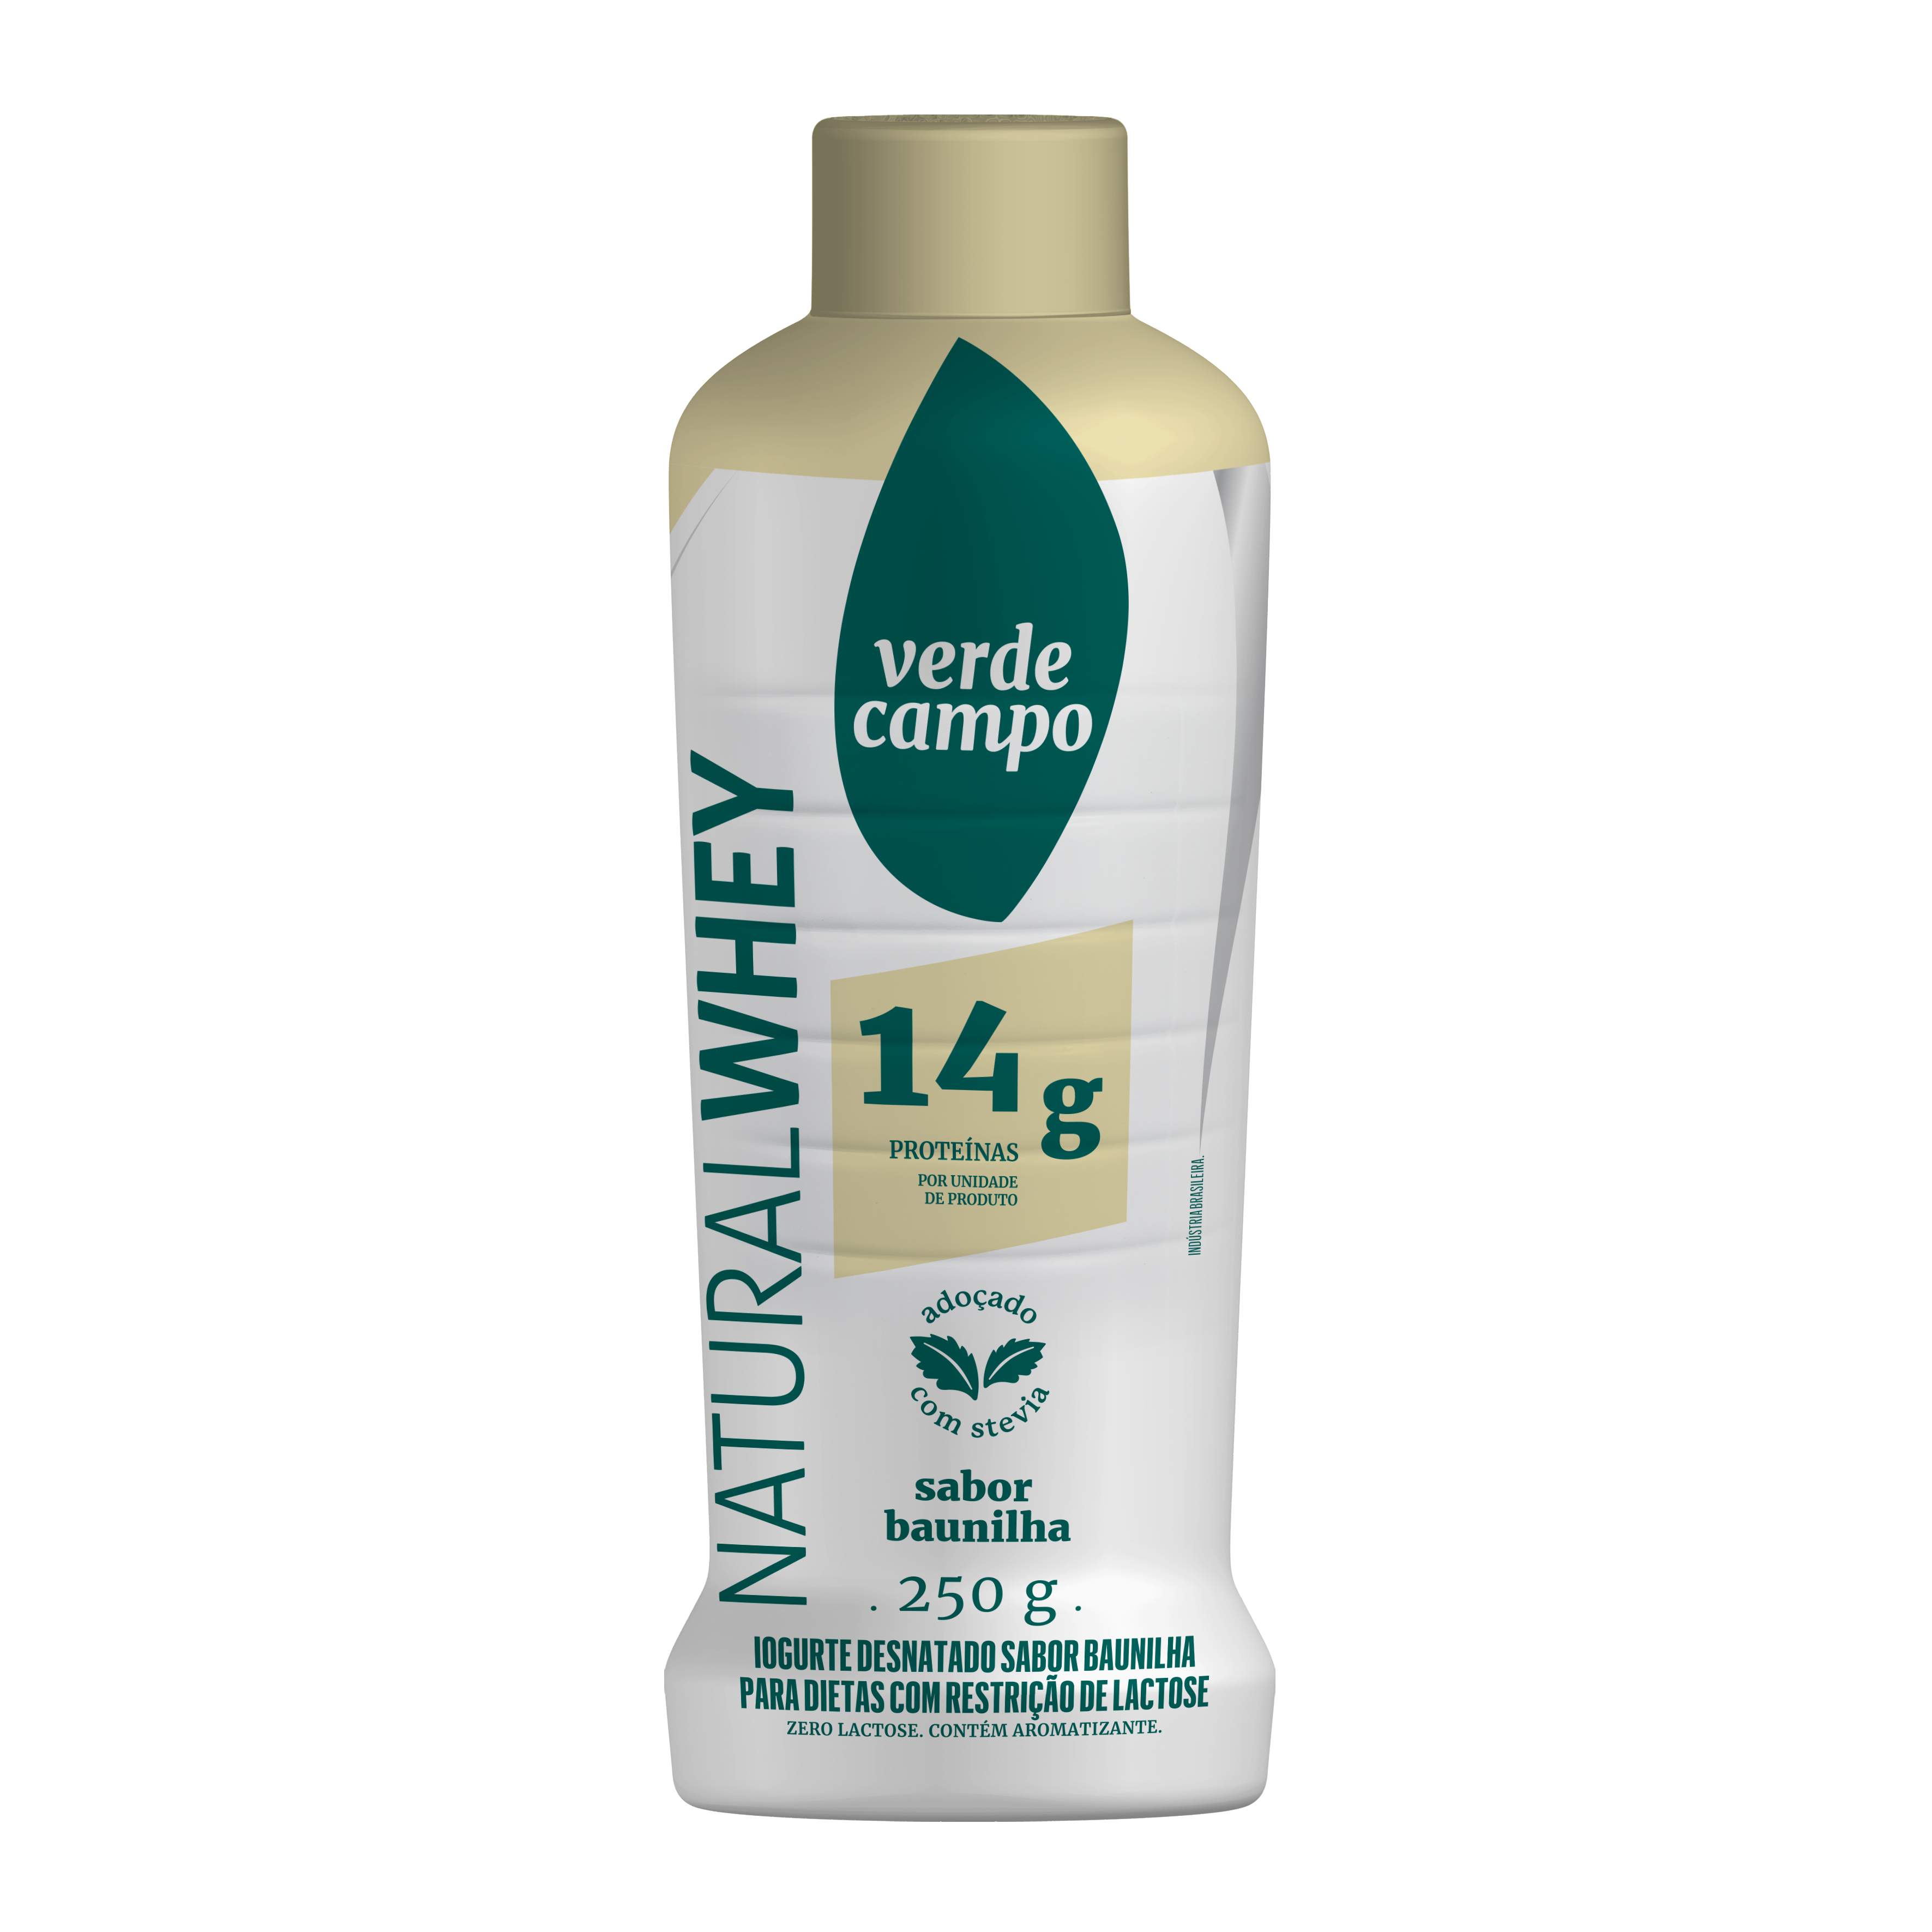 verde
campo
NATURALWHEY
14g
PROTEÍNAS
POR UNIDADE
DE PRODUTO
INDÚSTRIA BRASILEIRA.
adoçado
com stevia
sabor
baunilha
. 250 g .
IOGURTE DESNATADO SABOR BAUNILHA
PARA DIETAS COM RESTRIÇÃO DE LACTOSE
ZERO LACTOSE. CONTÉM AROMATIZANTE.